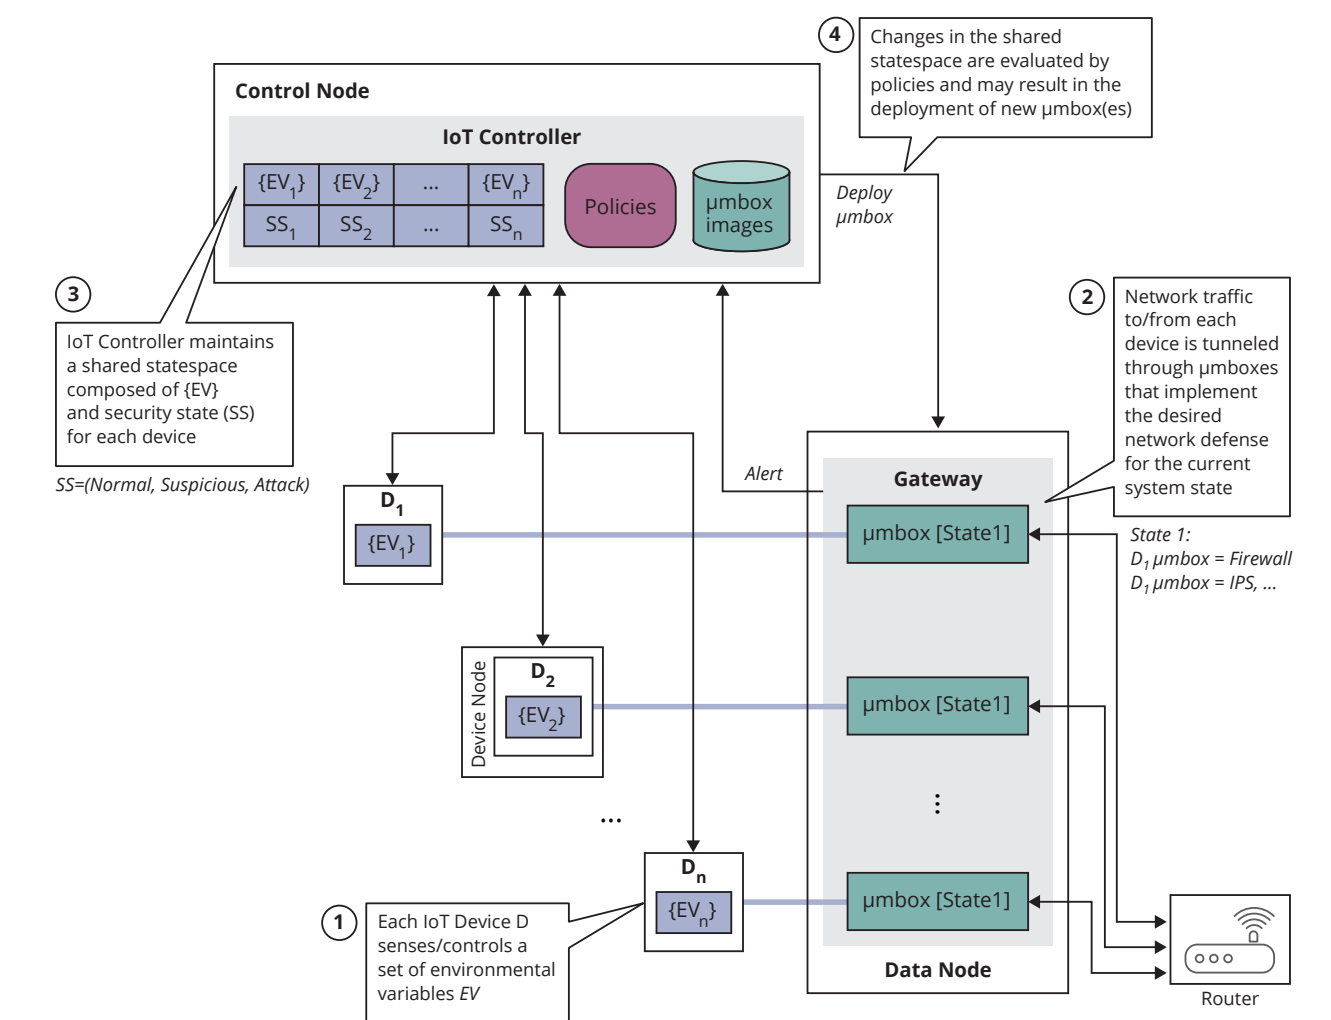 4
Changes in the shared
statespace are evaluated by
policies and may result in the
deployment of new µmbox(es)
Control Node
IoT Controller
{EV1} {EV2} ... {EVn}
SS1 SS2 ... SSn
Policies
µmbox
images
Deploy
µmbox
3
IoT Controller maintains
a shared statespace
composed of {EV}
and security state (SS)
for each device
SS=(Normal, Suspicious, Attack)
2
Network traffic
to/from each
device is tunneled
through µmboxes
that implement
the desired
network defense
for the current
system state
State 1:
D1 µmbox = Firewall
D1 µmbox = IPS, ...
Alert
Gateway
D1
{EV1}
µmbox [State1]
Device Node
D2
{EV2}
µmbox [State1]
...
...
Dn
{EVn}
µmbox [State1]
1
Each IoT Device D
senses/controls a
set of environmental
variables EV
Data Node
Router